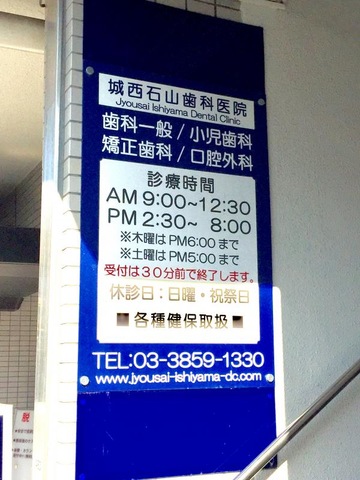 城西石山歯科医院
Jyousai Ishiyama Dental Clinic
歯科一般/小児歯科
矯正歯科/口腔外科
診療時間
AM 9:00~12:30
PM 2:30~ 8:00
※木曜はPM6:00まで
※土曜はPM5:00まで
受付は30分前で終了します。
休診日:日曜・祝祭日
■各種健保取扱■
TEL:03-3859-1330
www.jyousai-ishiyama-dc.com
脱